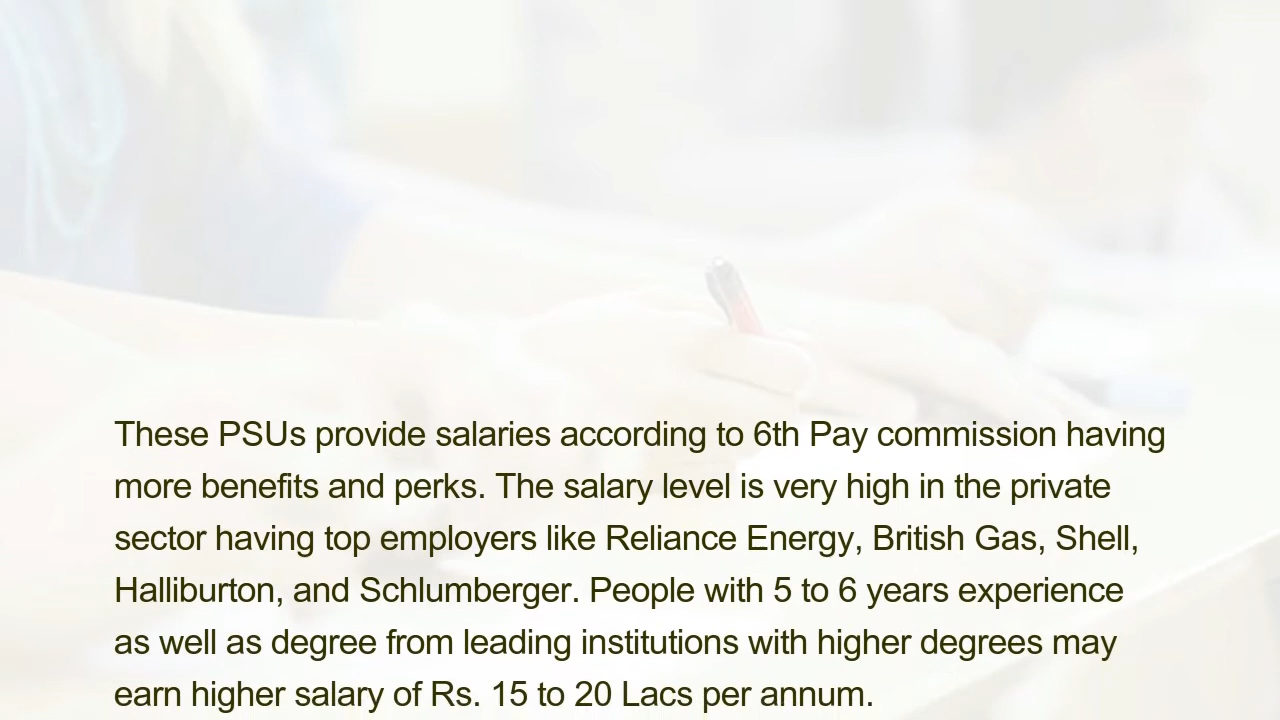 These PSUs provide salaries according to 6th Pay commission having
more benefits and perks. The salary level is very high in the private
sector having top employers like Reliance Energy, British Gas, Shell,
Halliburton, and Schlumberger. People with 5 to 6 years experience
as well as degree from leading institutions with higher degrees may
earn higher salary of Rs. 15 to 20 Lacs per annum.